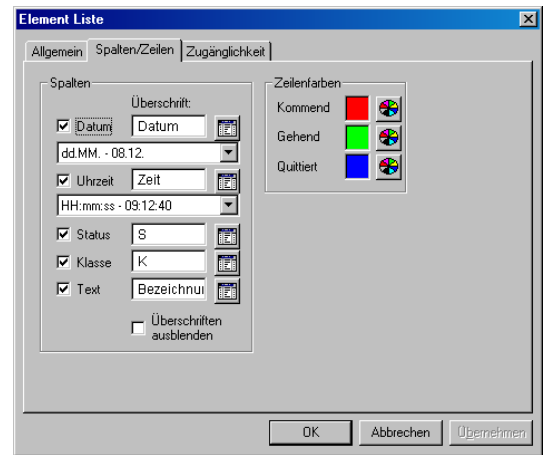 Element Liste
Allgemein Spalten/Zeilen Zugänglichkeit
Spalten
Überschrift:
Datum Datum
dd.MM. - 08.12.
Uhrzeit Zeit
HH:mm:ss - 09:12:40
Status S
Klasse K
Text Bezeichnu
Überschriften
ausblenden
Zeilenfarben
Kommend
Gehend
Quittiert
OK Abbrechen Übernehmen